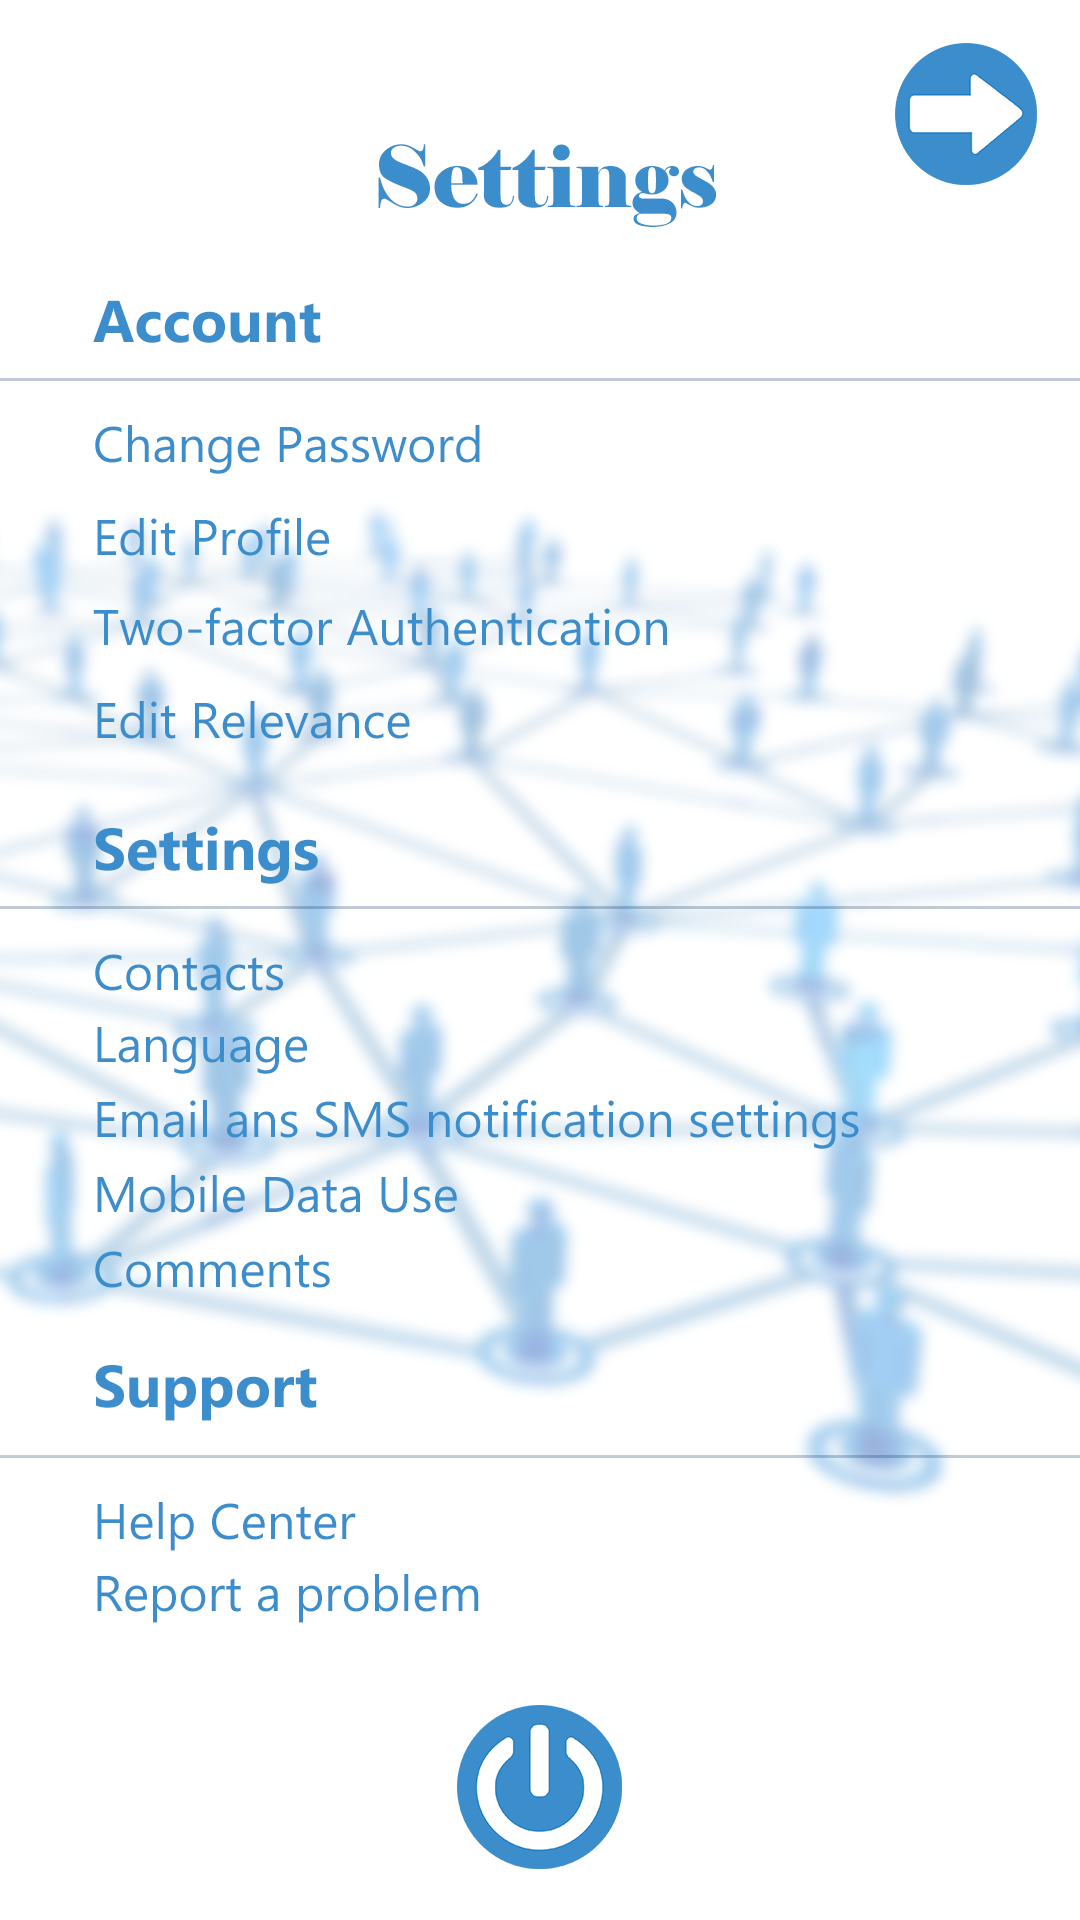 Settings
Account
Change Password
Edit Profile
Two-factor Authentication
Edit Relevance
Settings
Contacts
Language
Email ans SMS notification settings
Mobile Data Use
Comments
Support
Help Center
Report a problem